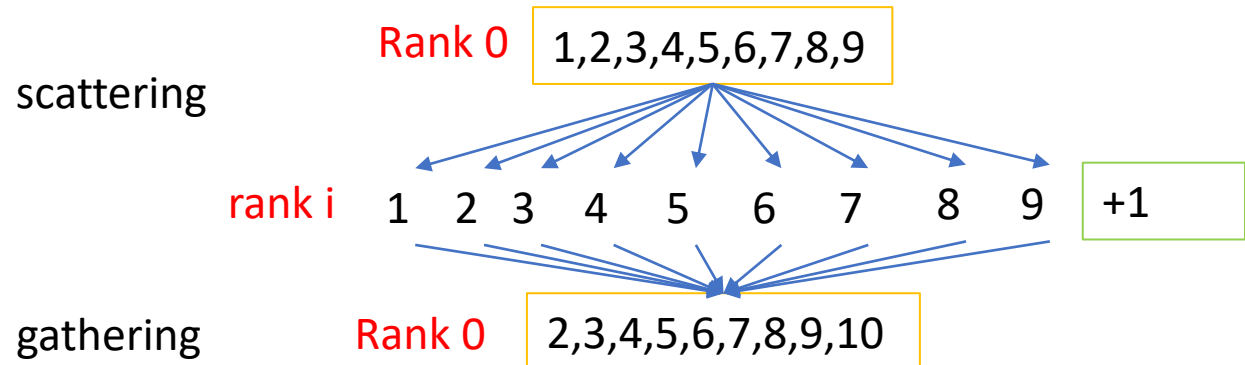 Rank 0 1,2,3,4,5,6,7,8,9
scattering
rank i 1 2 3 4 5 6 7 8 9 +1
gathering Rank 0 2,3,4,5,6,7,8,9,10